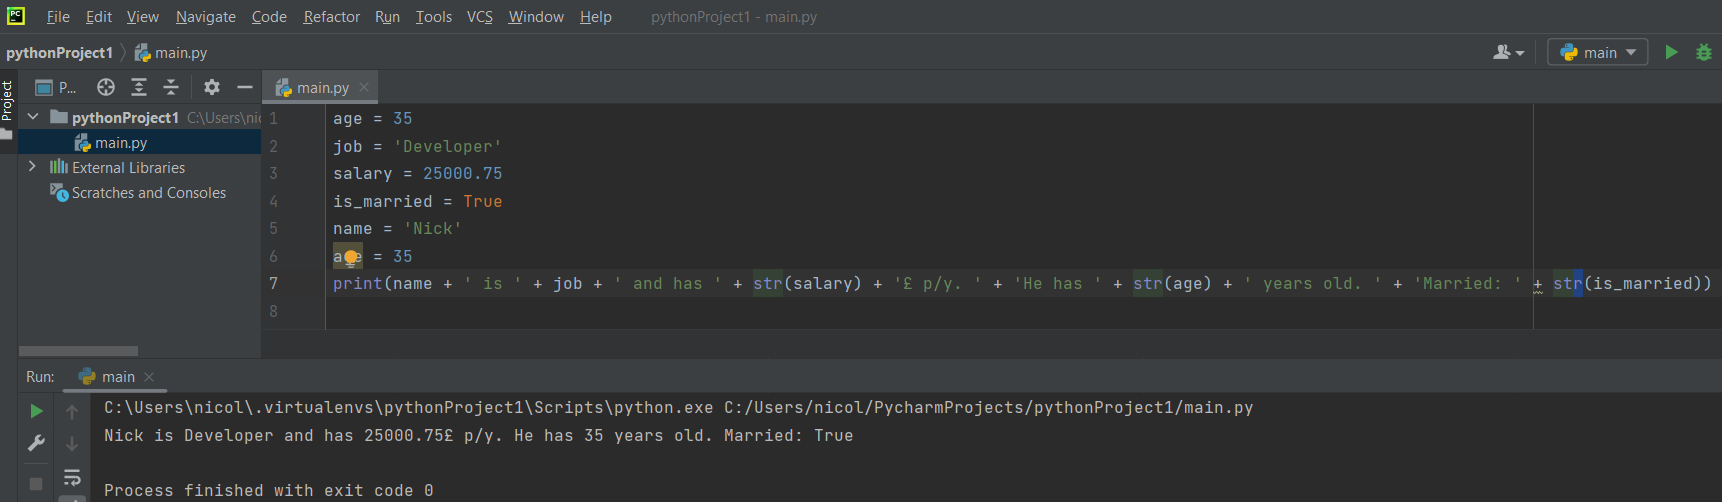 PC File Edit View Navigate Code Refactor Run Tools VCS Window Help pythonProject1 - main.py
pythonProject1 main.py main
Project P... main.py
pythonProject1 C:\Users\nic
main.py
External Libraries
Scratches and Consoles
1 age = 35
2 job = 'Developer'
3 salary = 25000.75
4 is_married = True
5 name = 'Nick'
6 age = 35
7 print(name + ' is ' + job + ' and has ' + str(salary) + '£ p/y. ' + 'He has ' + str(age) + ' years old. ' + 'Married: ' + str(is_married))
8
Run: main
C:\Users\nicol\.virtualenvs\pythonProject1\Scripts\python.exe C:/Users/nicol/PycharmProjects/pythonProject1/main.py
Nick is Developer and has 25000.75£ p/y. He has 35 years old. Married: True
Process finished with exit code 0